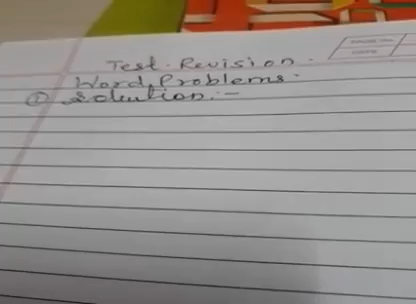 Test Revision.
Word Problems.
① Solution:-